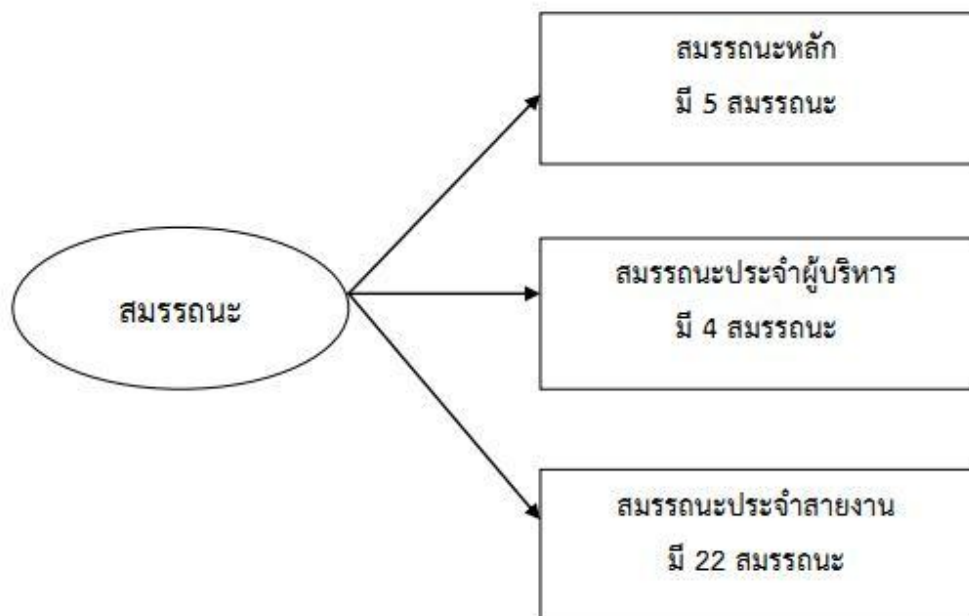 สมรรถนะ
สมรรถนะหลัก
มี 5 สมรรถนะ
สมรรถนะประจำผู้บริหาร
มี 4 สมรรถนะ
สมรรถนะประจำสายงาน
มี 22 สมรรถนะ